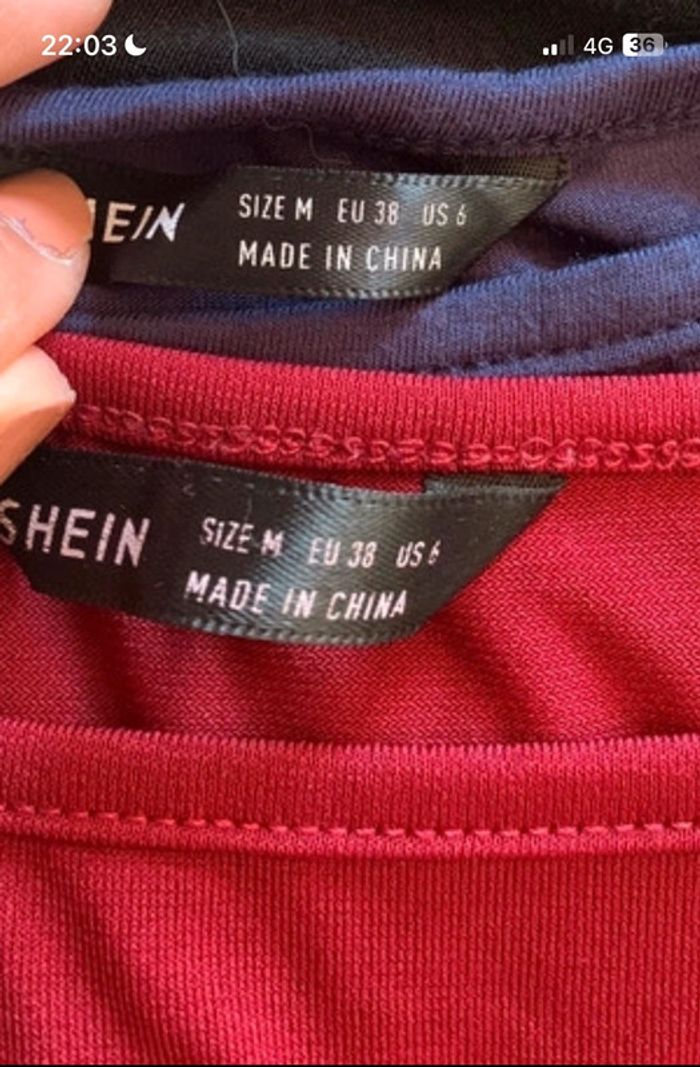 22:03 4G 36
EIN
SIZE M EU 38 US 6
MADE IN CHINA
SHEIN
SIZE M EU 38 US 6
MADE IN CHINA